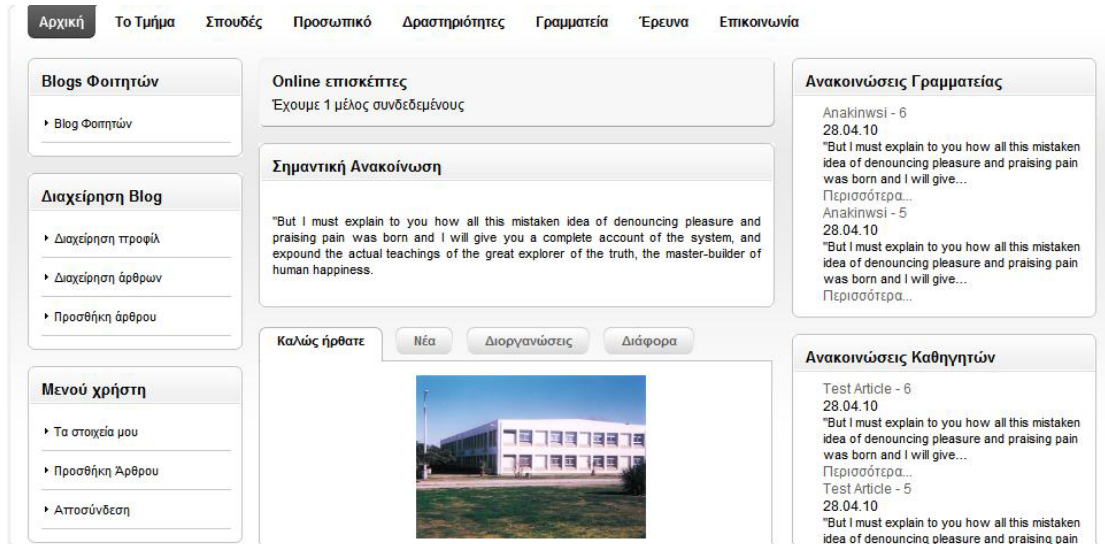 Αρχική Το Τμήμα Σπουδές Προσωπικό Δραστηριότητες Γραμματεία Έρευνα Επικοινωνία
Blogs Φοιτητών
Blog Φοιτητών
Διαχείρηση Blog
Διαχείρηση προφίλ
Διαχείρηση άρθρων
Προσθήκη άρθρου
Μενού χρήστη
Τα στοιχεία μου
Προσθήκη Άρθρου
Αποσύνδεση
Online επισκέπτες
Έχουμε 1 μέλος συνδεδεμένους
Σημαντική Ανακοίνωση
"But I must explain to you how all this mistaken idea of denouncing pleasure and
praising pain was born and I will give you a complete account of the system, and
expound the actual teachings of the great explorer of the truth, the master-builder of
human happiness.
Καλώς ήρθατε Νέα Διοργανώσεις Διάφορα
Ανακοινώσεις Γραμματείας
Anakinwsi - 6
28.04.10
"But I must explain to you how all this mistaken
idea of denouncing pleasure and praising pain
was born and I will give...
Περισσότερα...
Anakinwsi - 5
28.04.10
"But I must explain to you how all this mistaken
idea of denouncing pleasure and praising pain
was born and I will give...
Περισσότερα...
Ανακοινώσεις Καθηγητών
Test Article - 6
28.04.10
"But I must explain to you how all this mistaken
idea of denouncing pleasure and praising pain
was born and I will give...
Περισσότερα...
Test Article - 5
28.04.10
"But I must explain to you how all this mistaken
idea of denouncing pleasure and praising pain